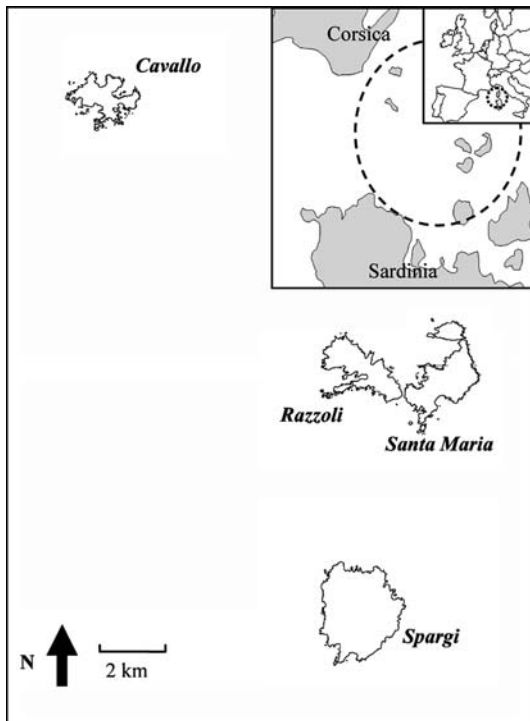 Corsica
Cavallo
Sardinia
Razzoli
Santa Maria
Spargi
N
2 km